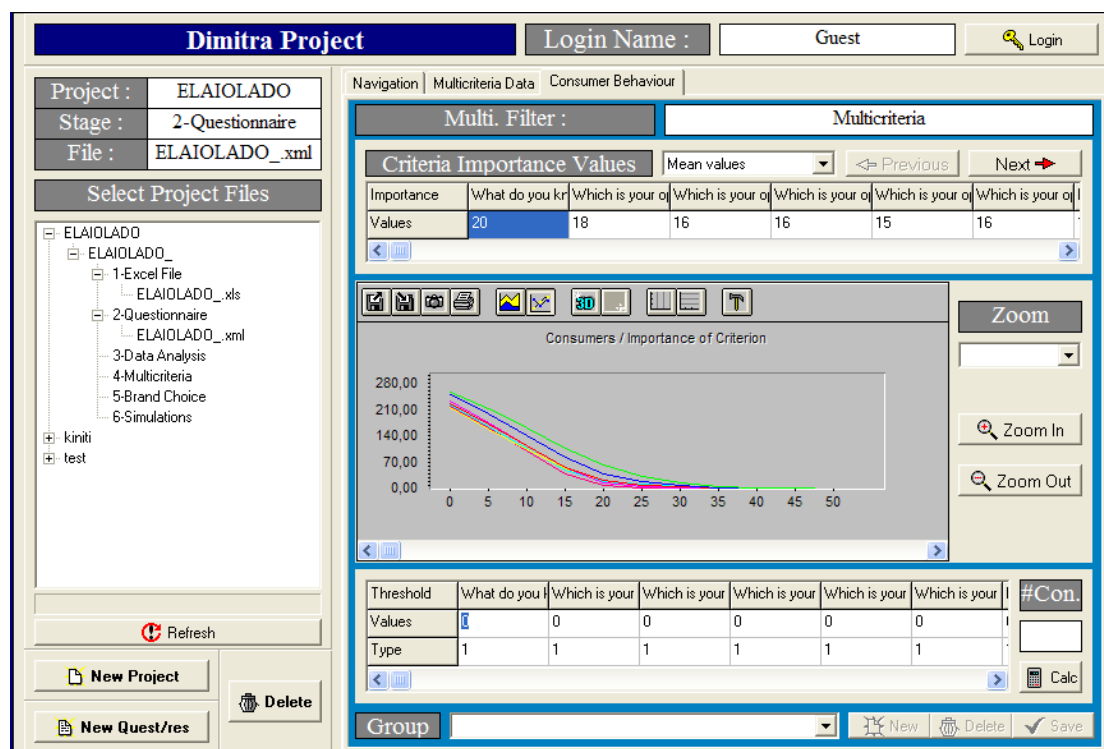 Dimitra Project
Login Name :
Guest
Login
Project :
ELAIOLADO
Stage :
2-Questionnaire
File :
ELAIOLADO_.xml
Select Project Files
ELAIOLADO
ELAIOLADO_
1-Excel File
ELAIOLADO_.xls
2-Questionnaire
ELAIOLADO_.xml
3-Data Analysis
4-Multicriteria
5-Brand Choice
6-Simulations
kiniti
test
Refresh
New Project
New Quest/res
Delete
Navigation
Multicriteria Data
Consumer Behaviour
Multi. Filter :
Multicriteria
Criteria Importance Values
Mean values
Previous
Next
Importance What do you kr Which is your o Which is your o Which is your o Which is your o Which is your o
Values 20 18 16 16 15 16
3D
Consumers / Importance of Criterion
280,00
210,00
140,00
70,00
0,00
0 5 10 15 20 25 30 35 40 45 50
Zoom
Zoom In
Zoom Out
Threshold What do you Which is your Which is your Which is your Which is your Which is your
Values 0 0 0 0 0 0
Type 1 1 1 1 1 1
#Con.
Calc
Group
New
Delete
Save